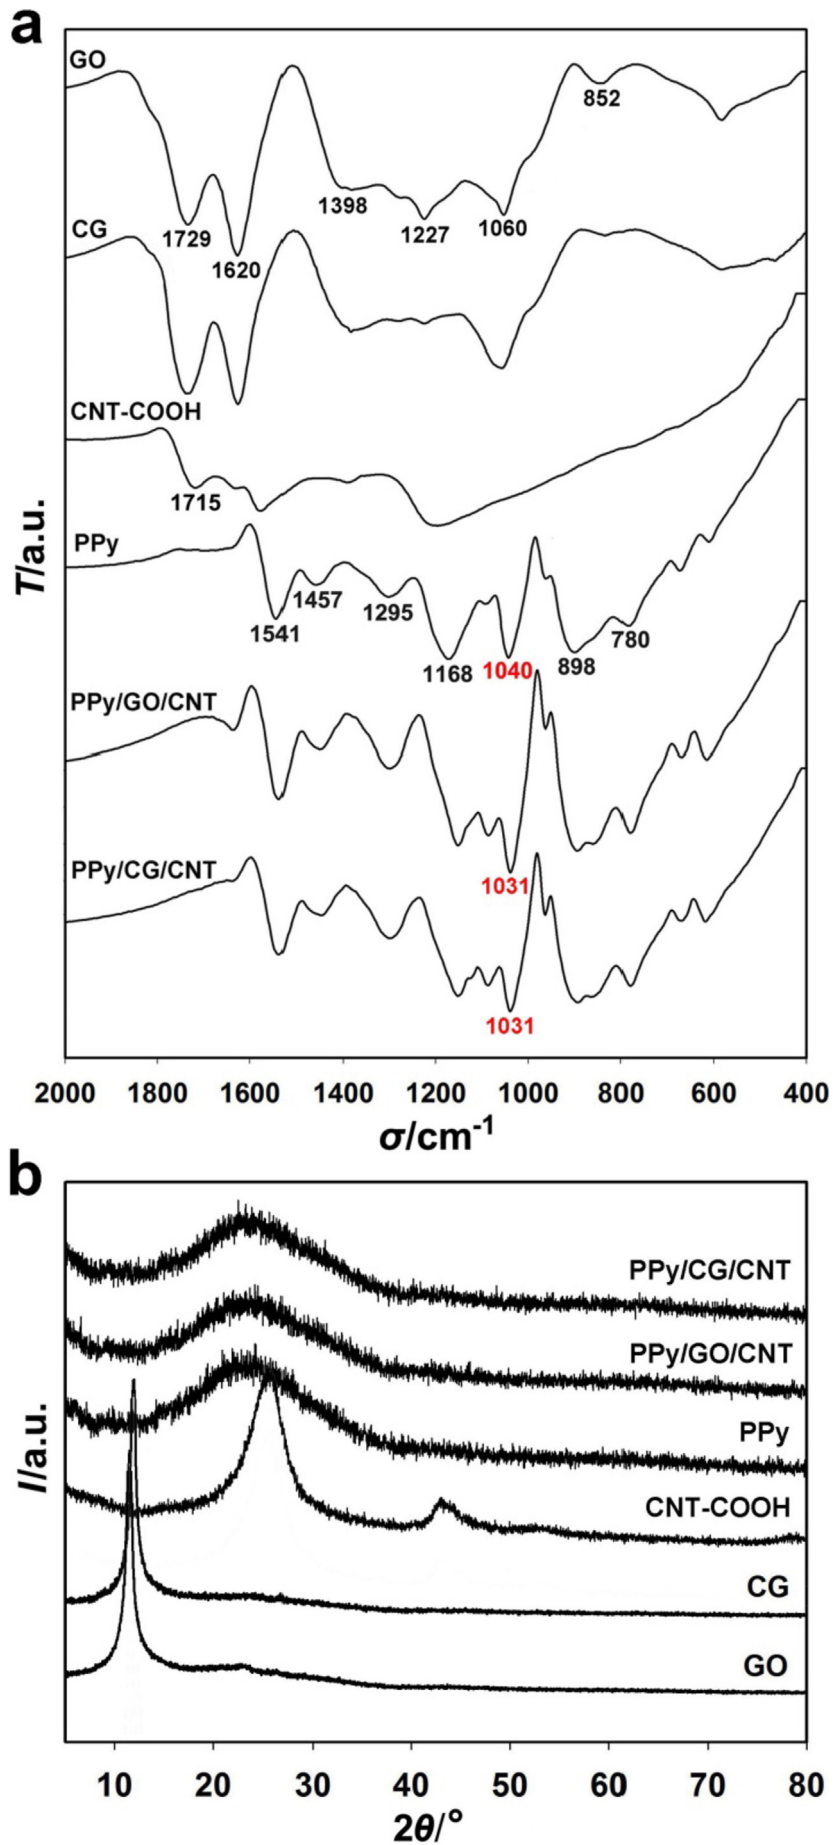 a
GO
852
1398
1227
1060
1729
1620
CG
CNT-COOH
1715
PPy
1457
1295
1541
1168
1040
898
780
PPy/GO/CNT
1031
PPy/CG/CNT
1031
T/a.u.
2000 1800 1600 1400 1200 1000 800 600 400
σ/cm-1
b
PPy/CG/CNT
PPy/GO/CNT
PPy
CNT-COOH
CG
GO
I/a.u.
10 20 30 40 50 60 70 80
2θ/°